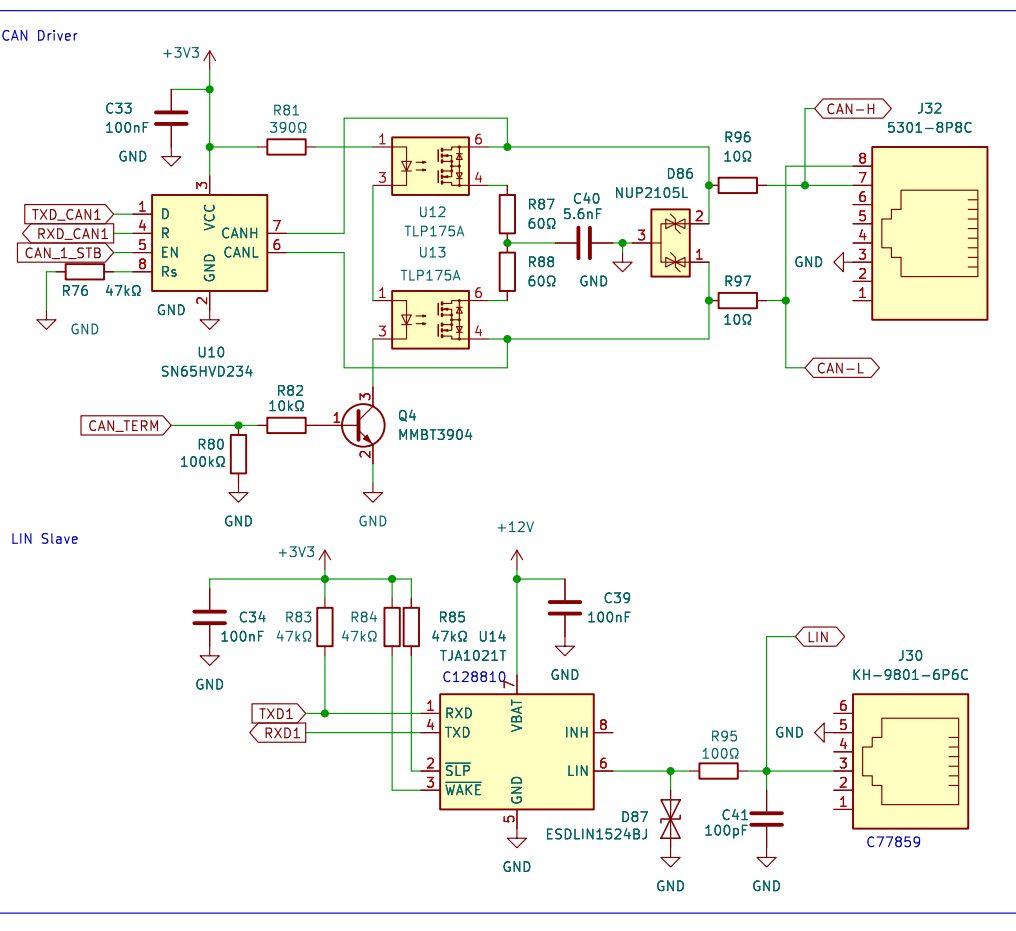 CAN Driver
+3V3
C33
100nF
GND
R81
390Ω
TXD_CAN1
RXD_CAN1
CAN_1_STB
R76 47kΩ
GND
1 D
4 R
5 EN
8 Rs
3
VCC
GND
2
CANH 7
CANL 6
GND
U10
SN65HVD234
1
3
6
4
U12
TLP175A
U13
TLP175A
1
3
6
4
R87
60Ω
R88
60Ω
C40
5.6nF
GND
D86
NUP2105L
3
2
1
R96
10Ω
R97
10Ω
CAN-H
CAN-L
J32
5301-8P8C
8
7
6
5
4
3
2
1
GND
CAN_TERM
R82
10kΩ
R80
100kΩ
GND
1
3
2
Q4
MMBT3904
GND
LIN Slave
+3V3
C34
100nF
GND
R83
47kΩ
R84
47kΩ
R85
47kΩ
U14
TJA1021T
C128810
+12V
C39
100nF
GND
TXD1
RXD1
1 RXD
4 TXD
2 SLP
3 WAKE
7
VBAT
GND
5
INH 8
LIN 6
GND
D87
ESDLIN1524BJ
GND
R95
100Ω
C41
100pF
GND
LIN
J30
KH-9801-6P6C
6
5
4
3
2
1
GND
C77859